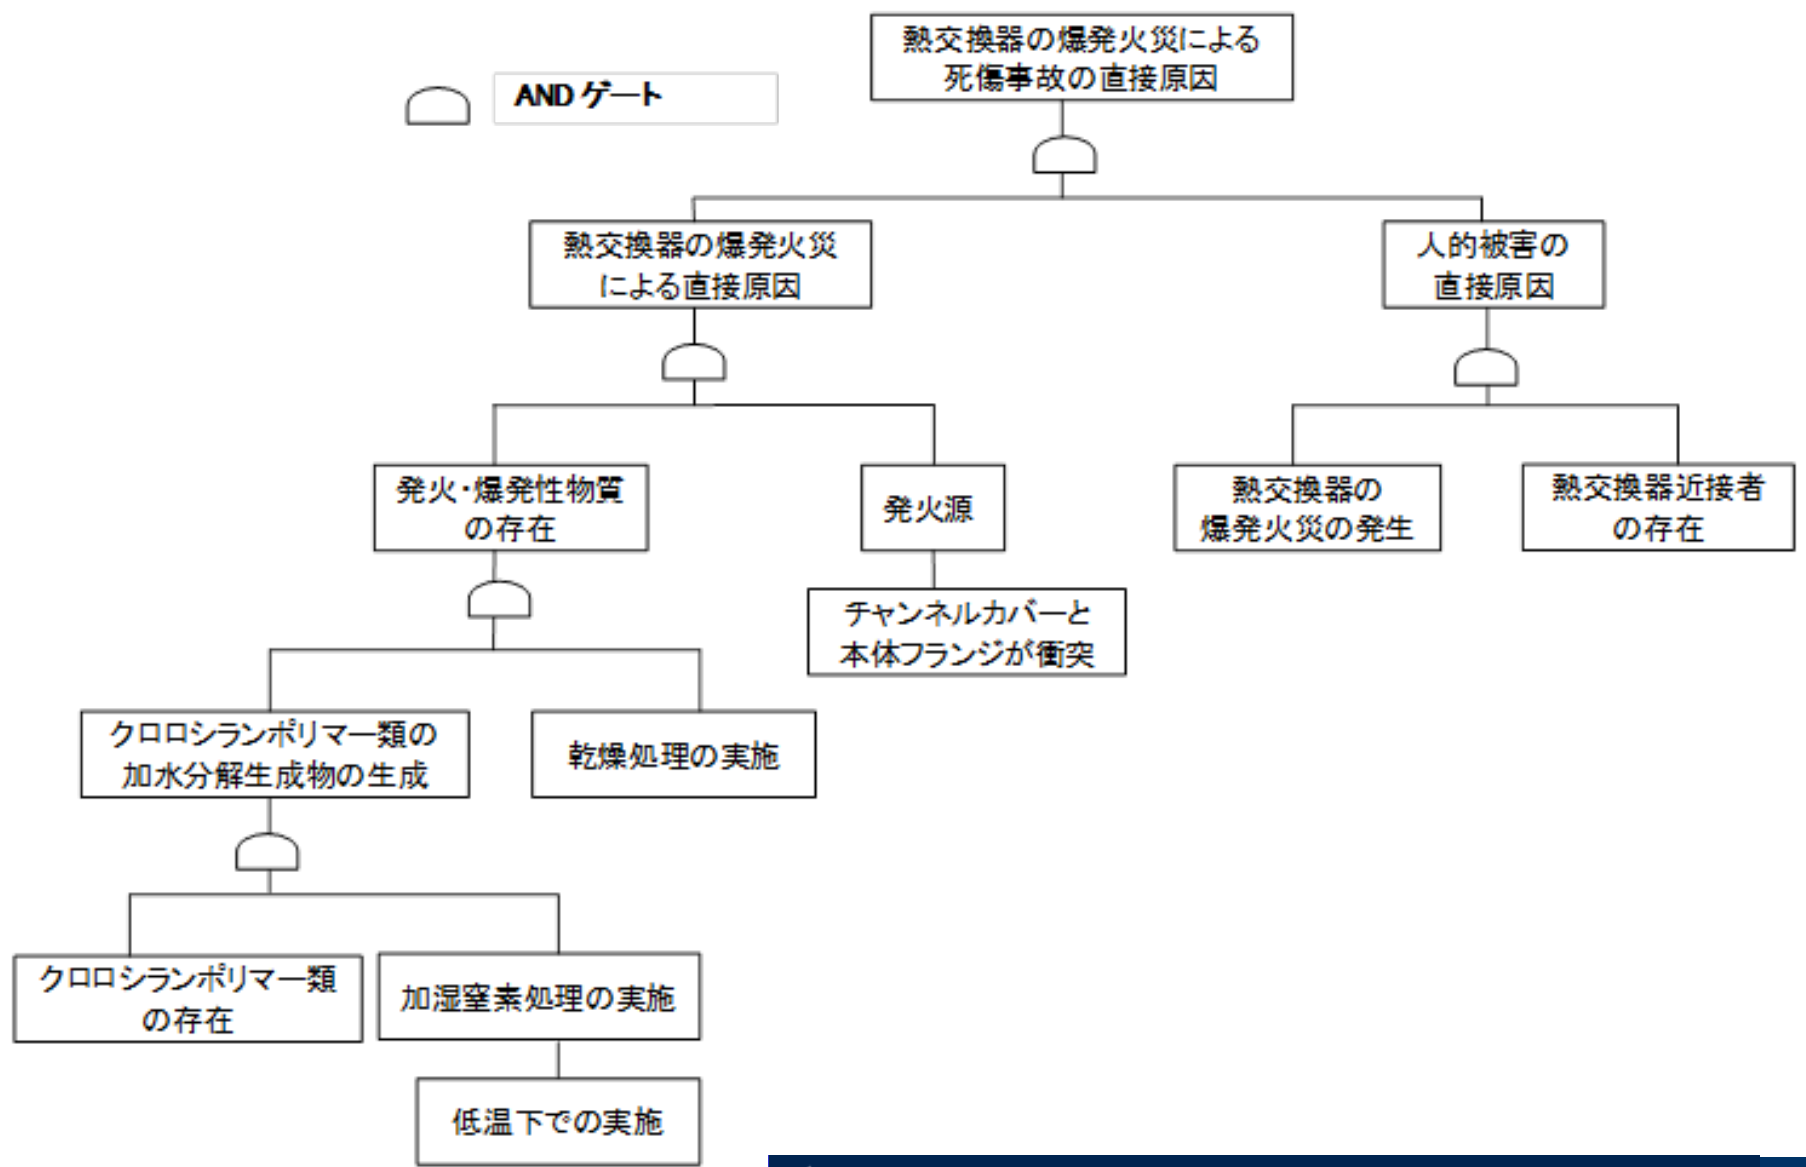 熱交換器の爆発火災による
死傷事故の直接原因
ANDゲート
熱交換器の爆発火災
による直接原因
人的被害の
直接原因
発火・爆発性物質
の存在
発火源
熱交換器の
爆発火災の発生
熱交換器近接者
の存在
チャンネルカバーと
本体フランジが衝突
クロロシランポリマー類の
加水分解生成物の生成
乾燥処理の実施
クロロシランポリマー類
の存在
加湿窒素処理の実施
低温下での実施